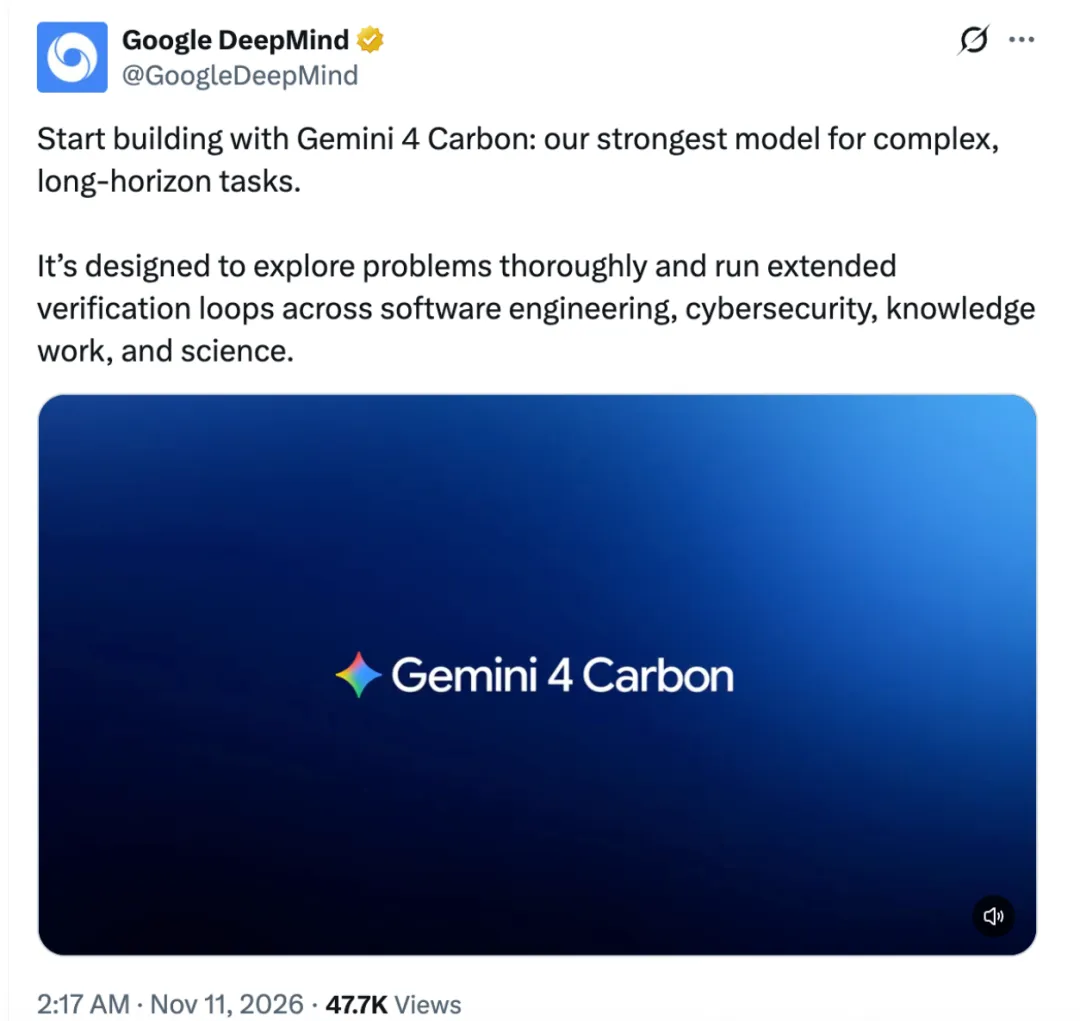 Google DeepMind
@GoogleDeepMind
Start building with Gemini 4 Carbon: our strongest model for complex,
long-horizon tasks.
It’s designed to explore problems thoroughly and run extended
verification loops across software engineering, cybersecurity, knowledge
work, and science.
Gemini 4 Carbon
2:17 AM · Nov 11, 2026 · 47.7K Views